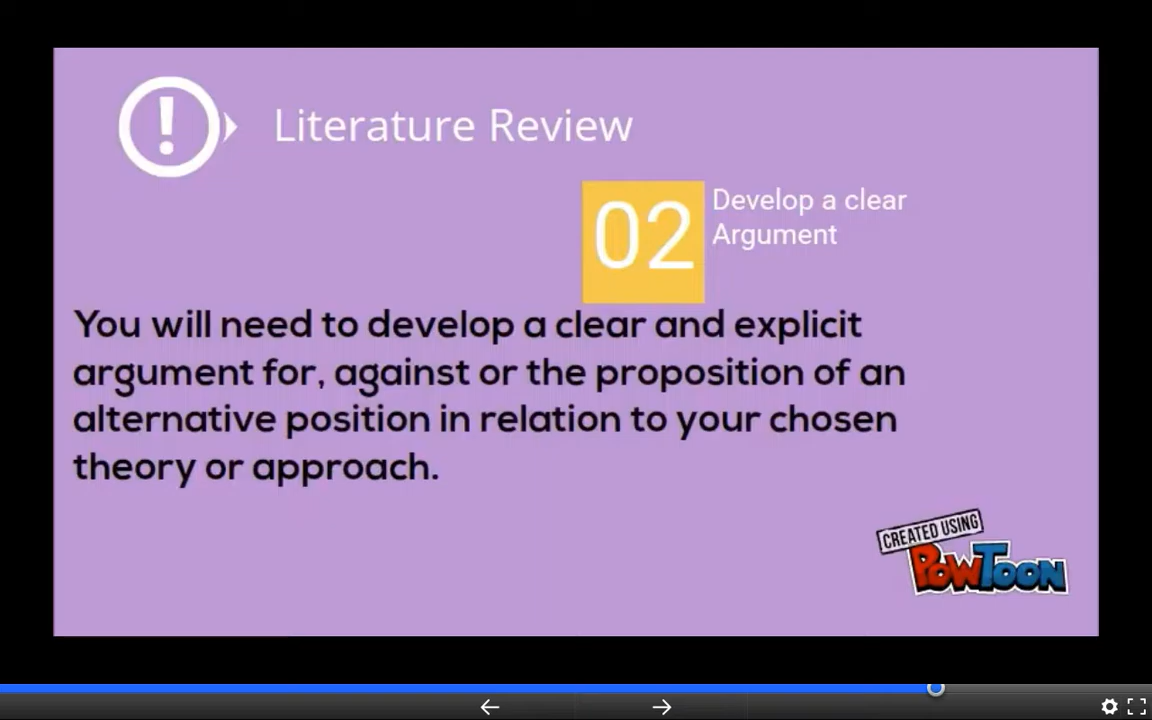 !
Literature Review
02
Develop a clear
Argument
You will need to develop a clear and explicit
argument for, against or the proposition of an
alternative position in relation to your chosen
theory or approach.
CREATED USING
PowToon